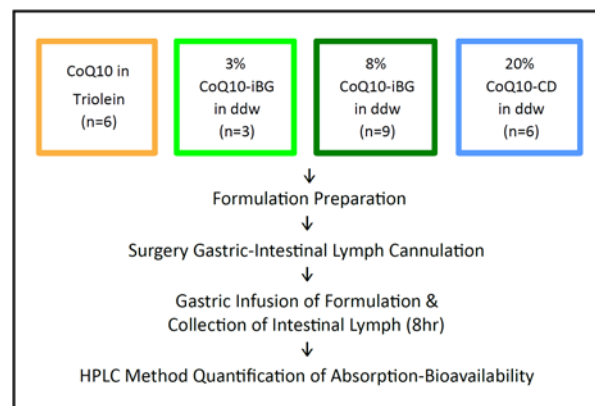 CoQ10 in
Triolein
(n=6)
3%
CoQ10-iBG
in ddw
(n=3)
8%
CoQ10-iBG
in ddw
(n=9)
20%
CoQ10-CD
in ddw
(n=6)
↓
Formulation Preparation
↓
Surgery Gastric-Intestinal Lymph Cannulation
↓
Gastric Infusion of Formulation &
Collection of Intestinal Lymph (8hr)
↓
HPLC Method Quantification of Absorption-Bioavailability